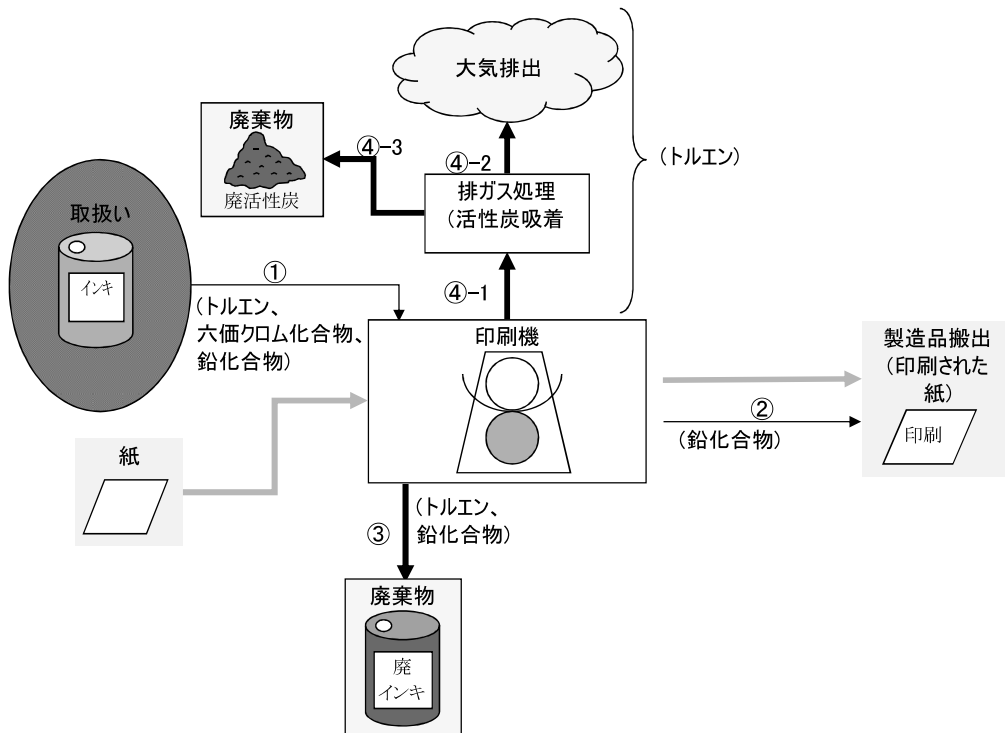 大気排出
廃棄物
廃活性炭
④-3
④-2
(トルエン)
排ガス処理
(活性炭吸着
④-1
取扱い
インキ
①
(トルエン、
六価クロム化合物、
鉛化合物)
印刷機
製造品搬出
(印刷された
紙)
印刷
②
(鉛化合物)
紙
③
(トルエン、
鉛化合物)
廃棄物
廃
インキ